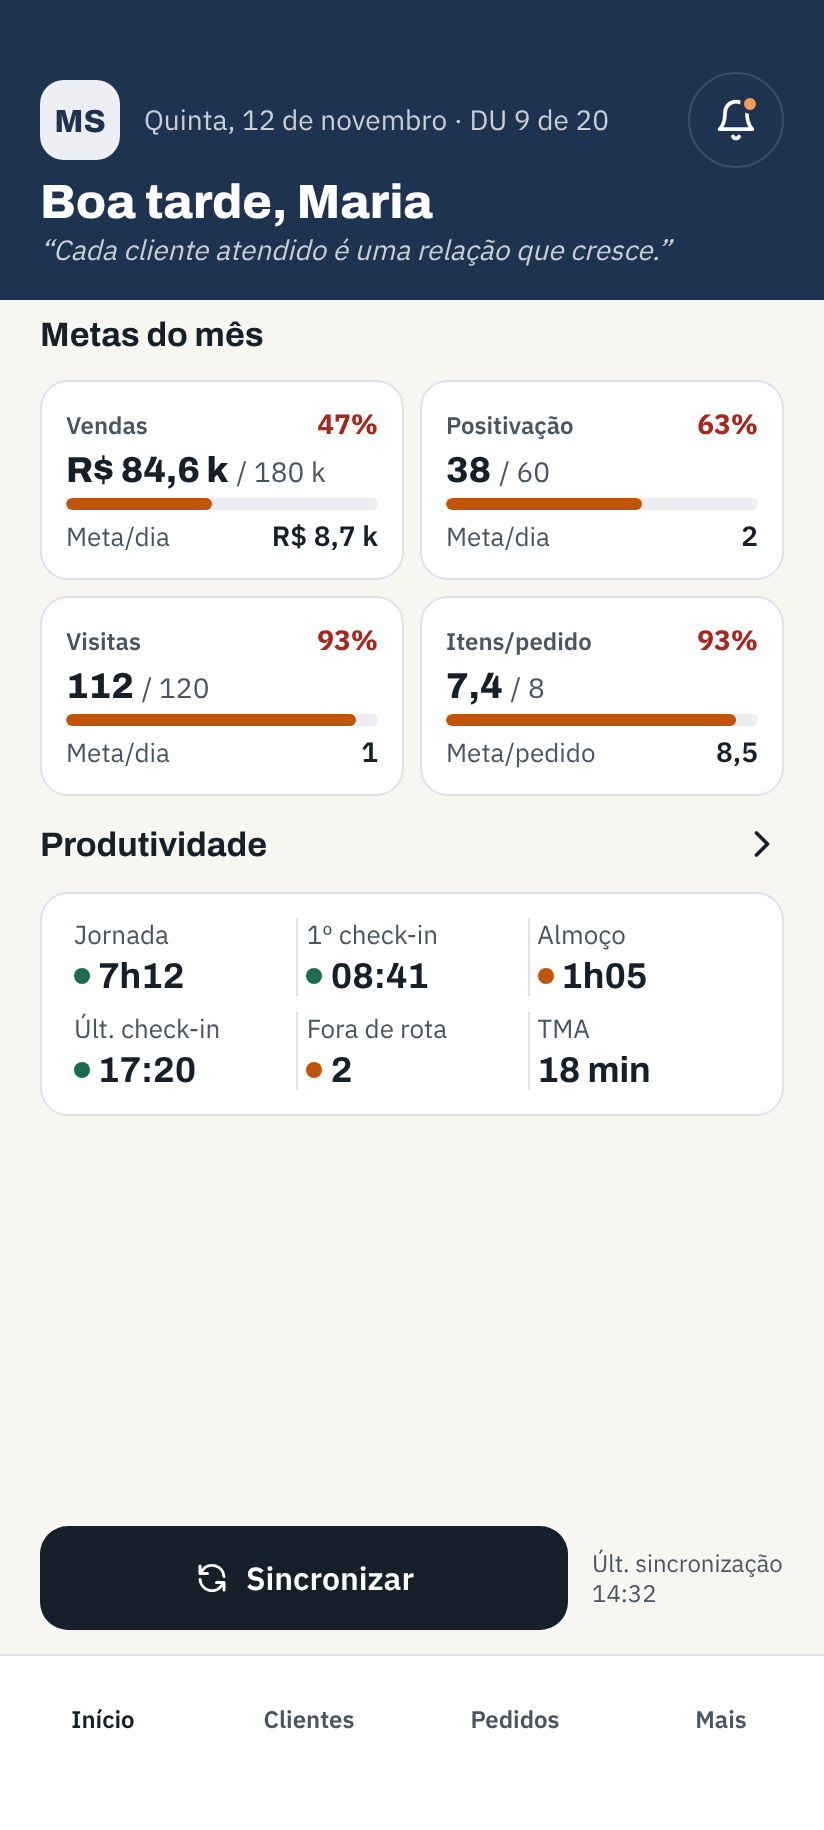 MS
Quinta, 12 de novembro · DU 9 de 20
Boa tarde, Maria
“Cada cliente atendido é uma relação que cresce.”
Metas do mês
Vendas 47%
R$ 84,6 k / 180 k
Meta/dia R$ 8,7 k
Positivação 63%
38 / 60
Meta/dia 2
Visitas 93%
112 / 120
Meta/dia 1
Itens/pedido 93%
7,4 / 8
Meta/pedido 8,5
Produtividade
Jornada
7h12
1º check-in
08:41
Almoço
1h05
Últ. check-in
17:20
Fora de rota
2
TMA
18 min
Sincronizar
Últ. sincronização
14:32
Início
Clientes
Pedidos
Mais